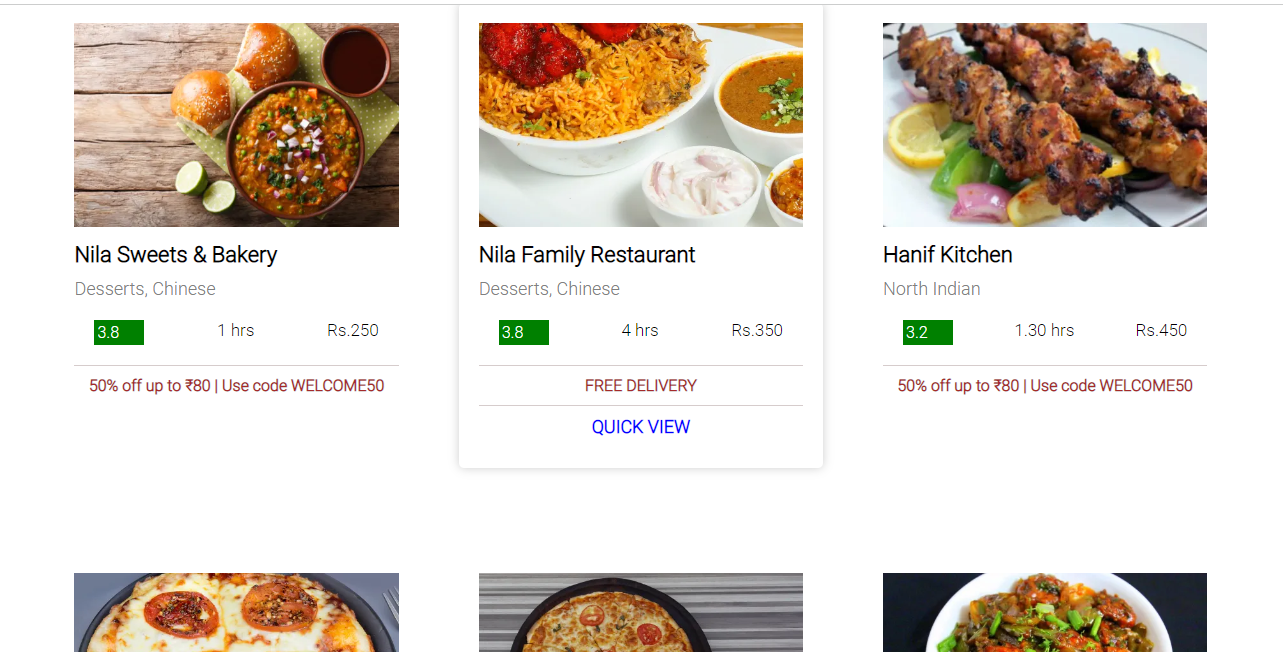 Nila Sweets & Bakery
Desserts, Chinese
3.8 1 hrs Rs.250
50% off up to ₹80 | Use code WELCOME50
Nila Family Restaurant
Desserts, Chinese
3.8 4 hrs Rs.350
FREE DELIVERY
QUICK VIEW
Hanif Kitchen
North Indian
3.2 1.30 hrs Rs.450
50% off up to ₹80 | Use code WELCOME50